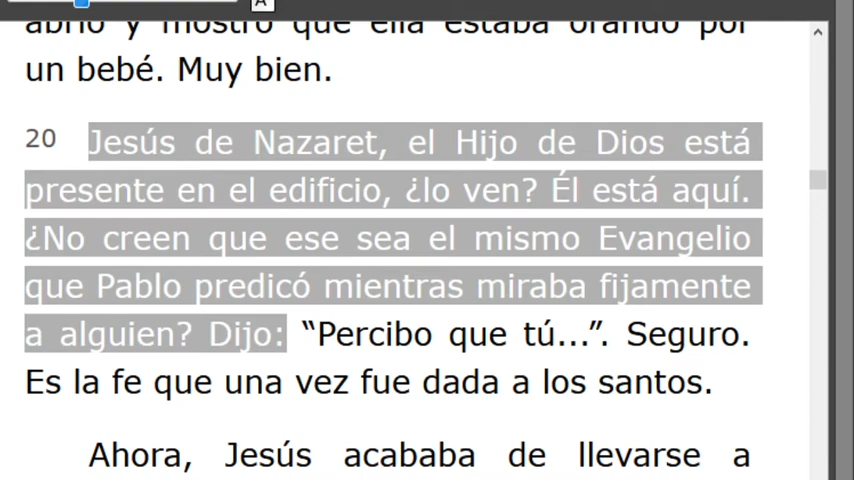 A
abrió y mostró que ella estaba orando por
un bebé. Muy bien.
20 Jesús de Nazaret, el Hijo de Dios está
presente en el edificio, ¿lo ven? Él está aquí.
¿No creen que ese sea el mismo Evangelio
que Pablo predicó mientras miraba fijamente
a alguien? Dijo: “Percibo que tú...”. Seguro.
Es la fe que una vez fue dada a los santos.
Ahora, Jesús acababa de llevarse a